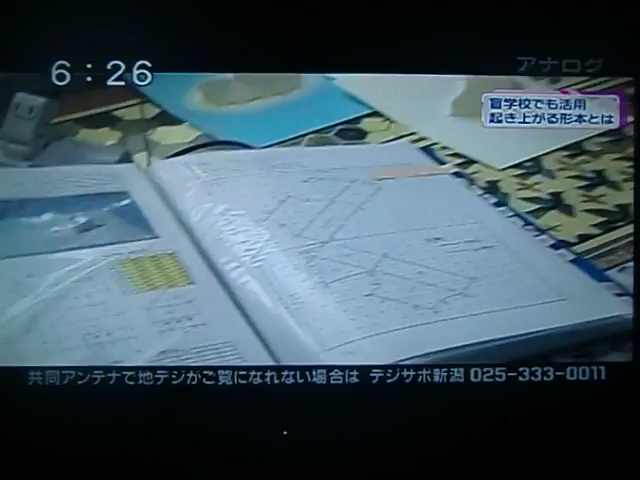 6:26
アナログ
盲学校でも活用
起き上がる形本とは
共同アンテナで地デジがご覧になれない場合は デジサポ新潟 025-333-0011